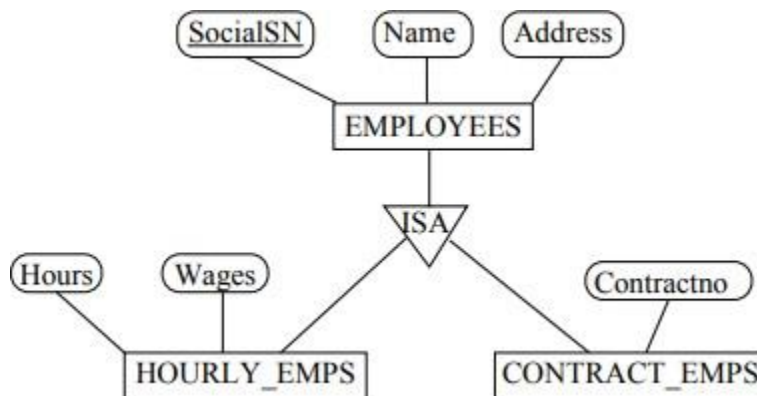 SocialSN
Name
Address
EMPLOYEES
ISA
Hours
Wages
Contractno
HOURLY_EMPS
CONTRACT_EMPS